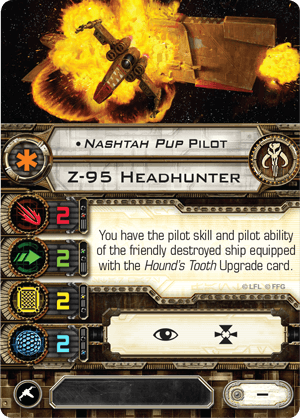 • Nashtah Pup Pilot
Z-95 Headhunter
2
2
2
2
You have the pilot skill and pilot ability
of the friendly destroyed ship equipped
with the Hound's Tooth Upgrade card.
© LFL © FFG
–